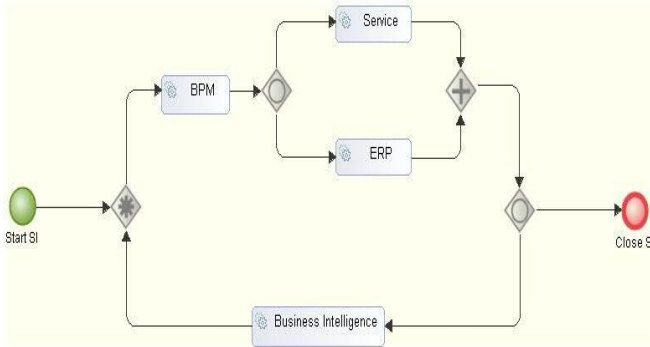 Service
BPM
ERP
Start SI
Close S
Business Intelligence